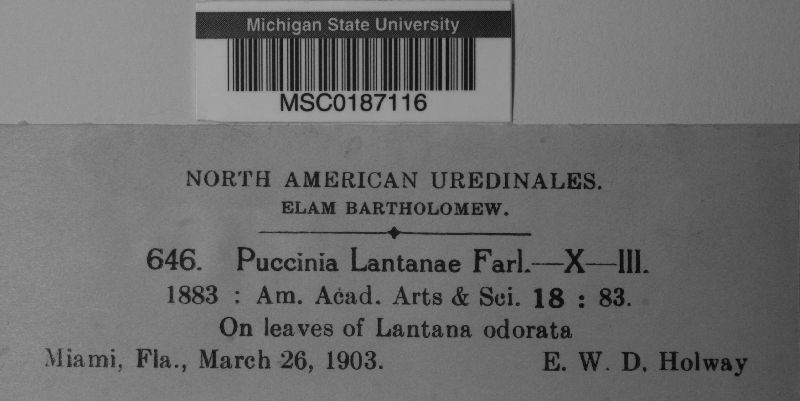 Michigan State University
MSC0187116
NORTH AMERICAN UREDINALES.
ELAM BARTHOLOMEW.
646. Puccinia Lantanae Farl.—X—III.
1883 : Am. Acad. Arts & Sci. 18 : 83.
On leaves of Lantana odorata
Miami, Fla., March 26, 1903. E. W. D. Holway